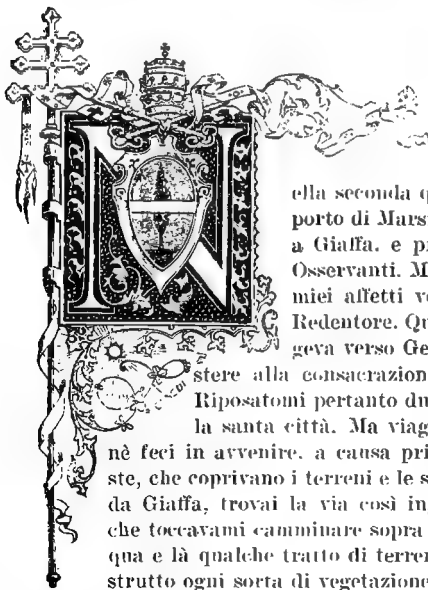 Nella seconda q
porto di Mars
a Giaffa. e p
Osservanti. M
miei affetti v
Redentore. Qu
geva verso Ge
stere alla consacrazion
Riposatomi pertanto du
la santa città. Ma viag
nè feci in avvenire. a causa pri
ste, che coprivano i terreni e le s
da Giaffa, trovai la via così in
che toccavami camminare sopra
qua e là qualche tratto di terren
strutto ogni sorta di vegetazione